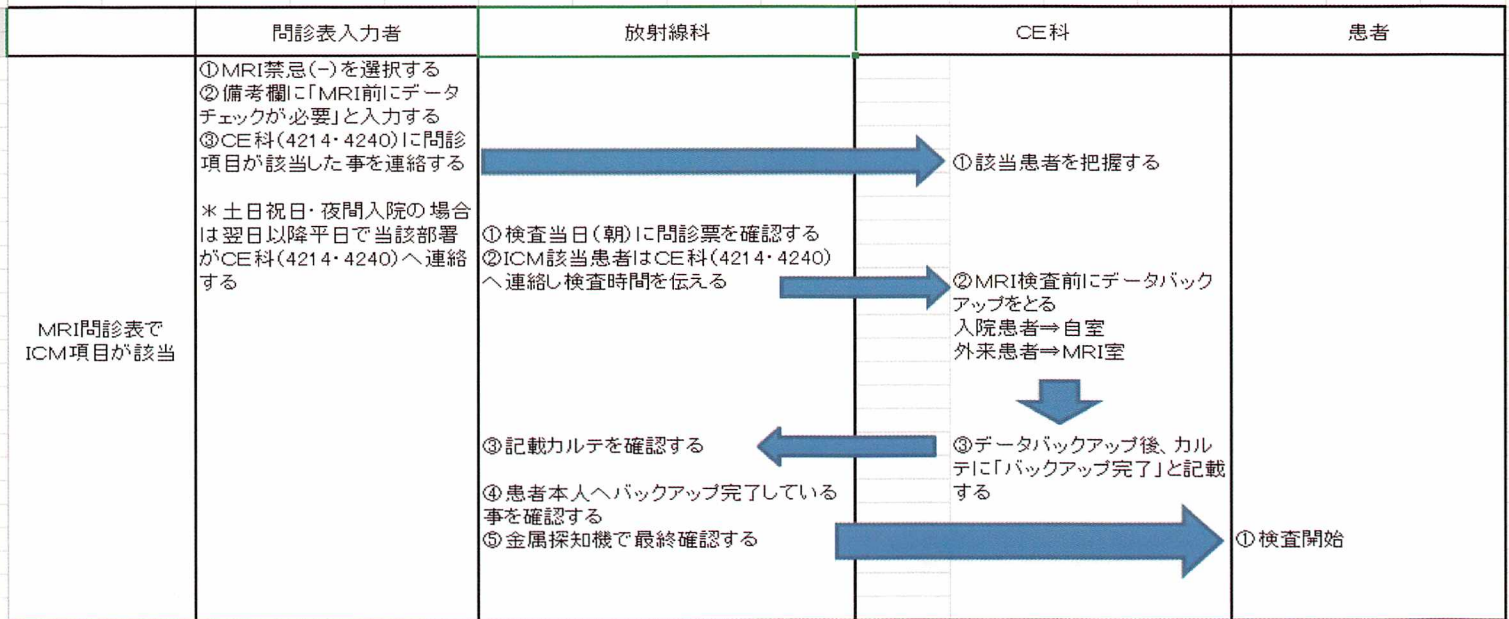 問診表入力者
放射線科
CE科
患者
MRI問診表で
ICM項目が該当
①MRI禁忌(-)を選択する
②備考欄に「MRI前にデータ
チェックが必要」と入力する
③CE科(4214・4240)に問診
項目が該当した事を連絡する
＊土日祝日・夜間入院の場合
は翌日以降平日で当該部署
がCE科(4214・4240)へ連絡
する
①検査当日(朝)に問診票を確認する
②ICM該当患者はCE科(4214・4240)
へ連絡し検査時間を伝える
③記載カルテを確認する
④患者本人へバックアップ完了している
事を確認する
⑤金属探知機で最終確認する
①該当患者を把握する
②MRI検査前にデータバック
アップをとる
入院患者⇒自室
外来患者⇒MRI室
③データバックアップ後、カル
テに「バックアップ完了」と記載
する
①検査開始